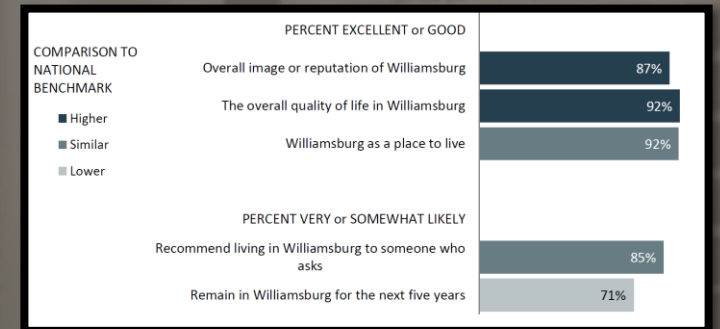 PERCENT EXCELLENT or GOOD
COMPARISON TO
NATIONAL
BENCHMARK
Higher
Similar
Lower
Overall image or reputation of Williamsburg
87%
The overall quality of life in Williamsburg
92%
Williamsburg as a place to live
92%
PERCENT VERY or SOMEWHAT LIKELY
Recommend living in Williamsburg to someone who
asks
85%
Remain in Williamsburg for the next five years
71%